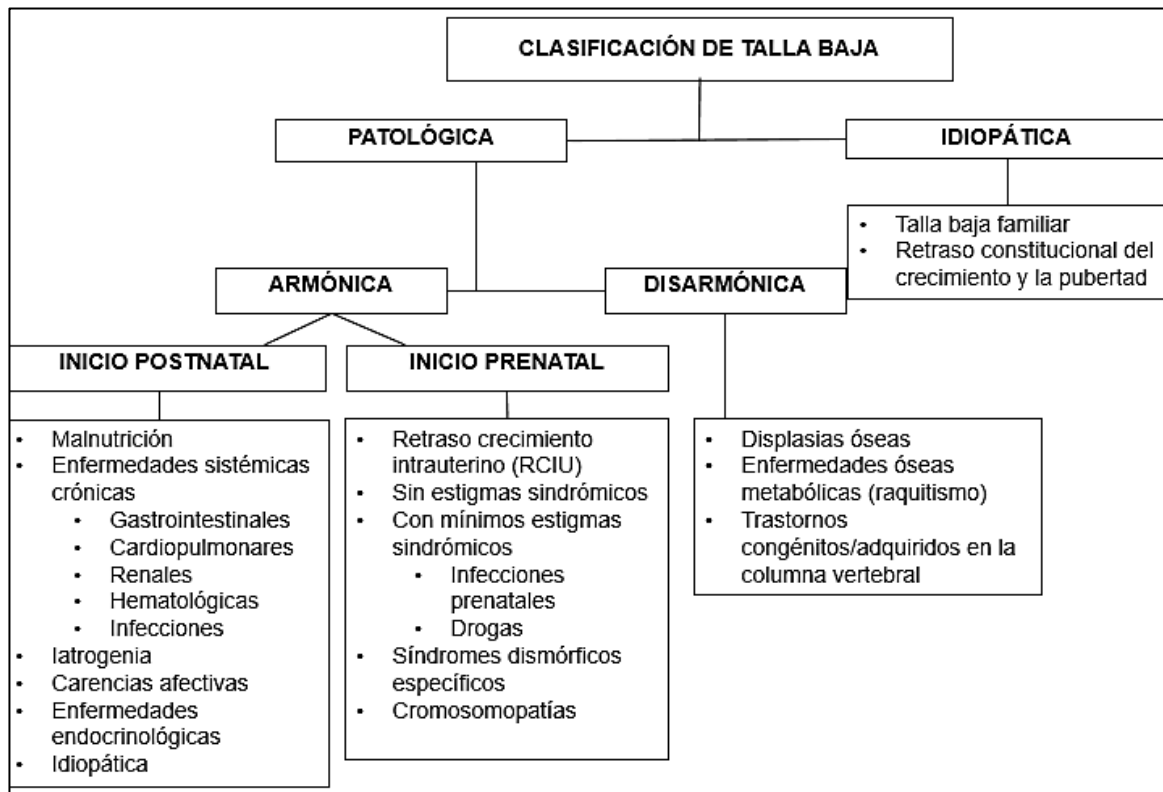 CLASIFICACIÓN DE TALLA BAJA
PATOLÓGICA
IDIOPÁTICA
• Talla baja familiar
• Retraso constitucional del
crecimiento y la pubertad
ARMÓNICA
DISARMÓNICA
INICIO POSTNATAL
INICIO PRENATAL
• Malnutrición
• Enfermedades sistémicas
crónicas
• Gastrointestinales
• Cardiopulmonares
• Renales
• Hematológicas
• Infecciones
• Iatrogenia
• Carencias afectivas
• Enfermedades
endocrinológicas
• Idiopática
• Retraso crecimiento
intrauterino (RCIU)
• Sin estigmas sindrómicos
• Con mínimos estigmas
sindrómicos
• Infecciones
prenatales
• Drogas
• Síndromes dismórficos
específicos
• Cromosomopatías
• Displasias óseas
• Enfermedades óseas
metabólicas (raquitismo)
• Trastornos
congénitos/adquiridos en la
columna vertebral